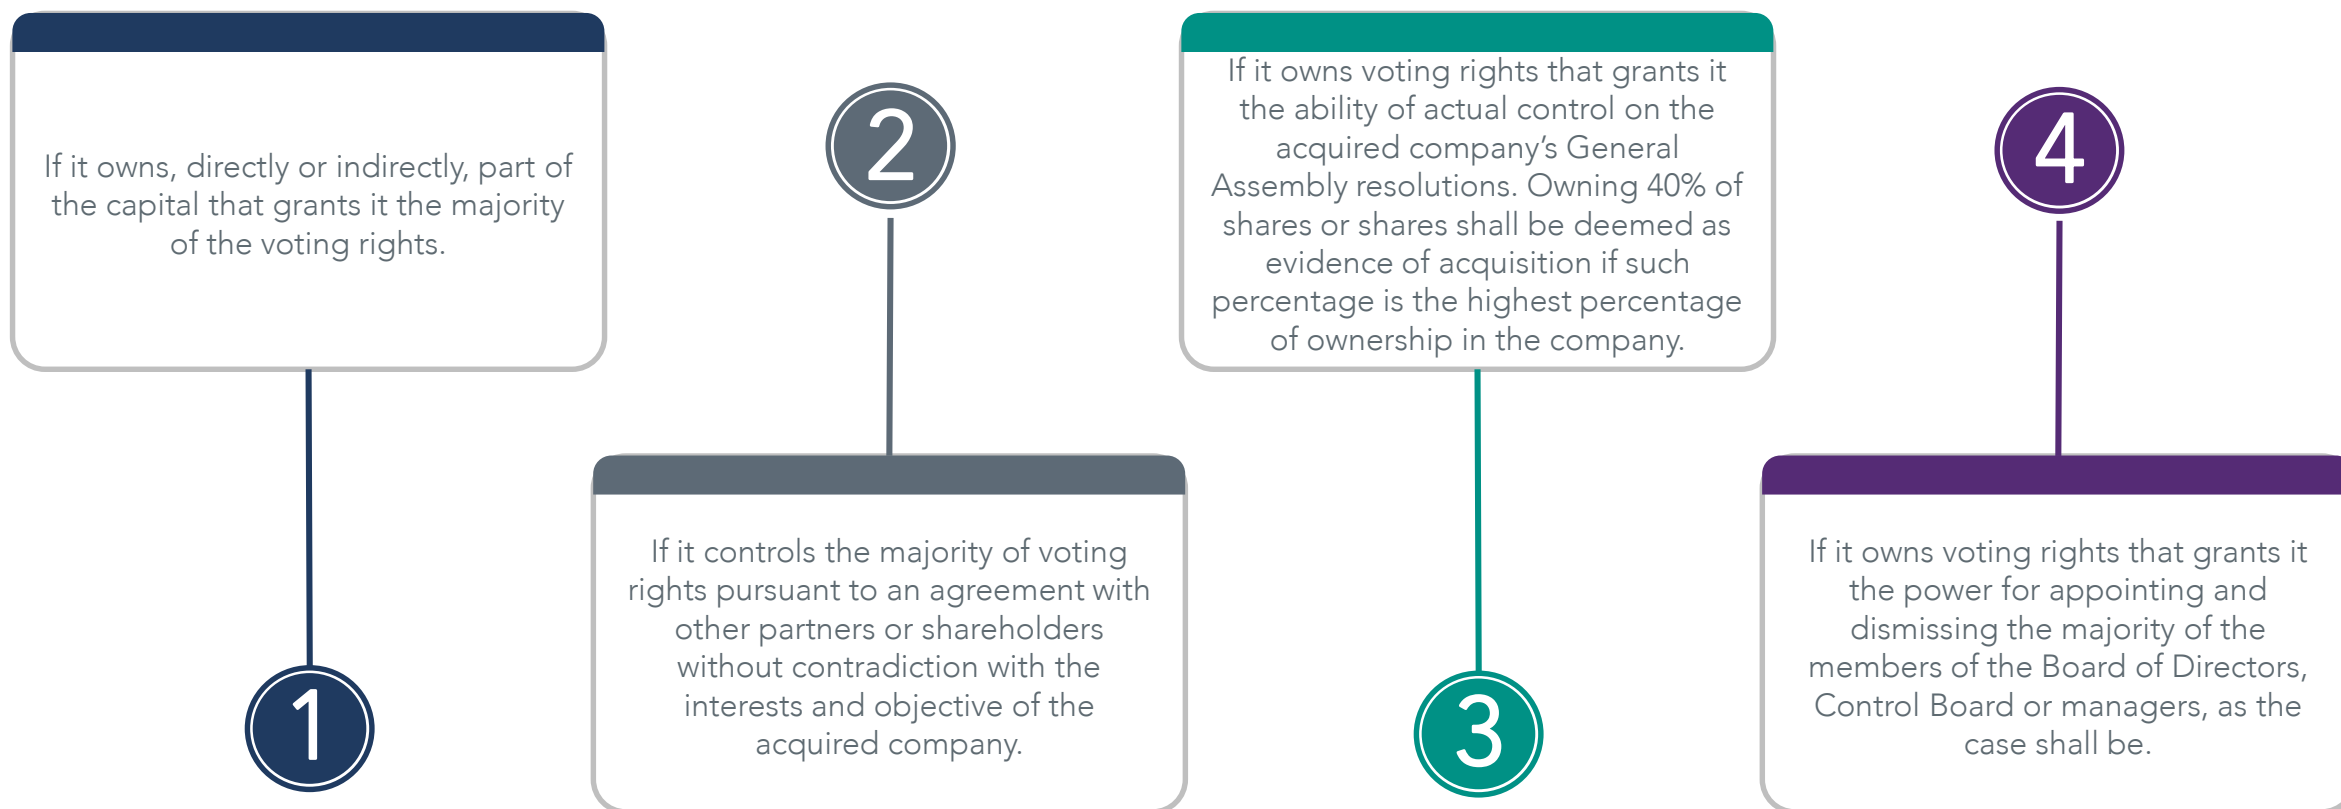 If it owns, directly or indirectly, part of
the capital that grants it the majority
of the voting rights.
1
2
If it controls the majority of voting
rights pursuant to an agreement with
other partners or shareholders
without contradiction with the
interests and objective of the
acquired company.
If it owns voting rights that grants it
the ability of actual control on the
acquired company’s General
Assembly resolutions. Owning 40% of
shares or shares shall be deemed as
evidence of acquisition if such
percentage is the highest percentage
of ownership in the company.
3
4
If it owns voting rights that grants it
the power for appointing and
dismissing the majority of the
members of the Board of Directors,
Control Board or managers, as the
case shall be.